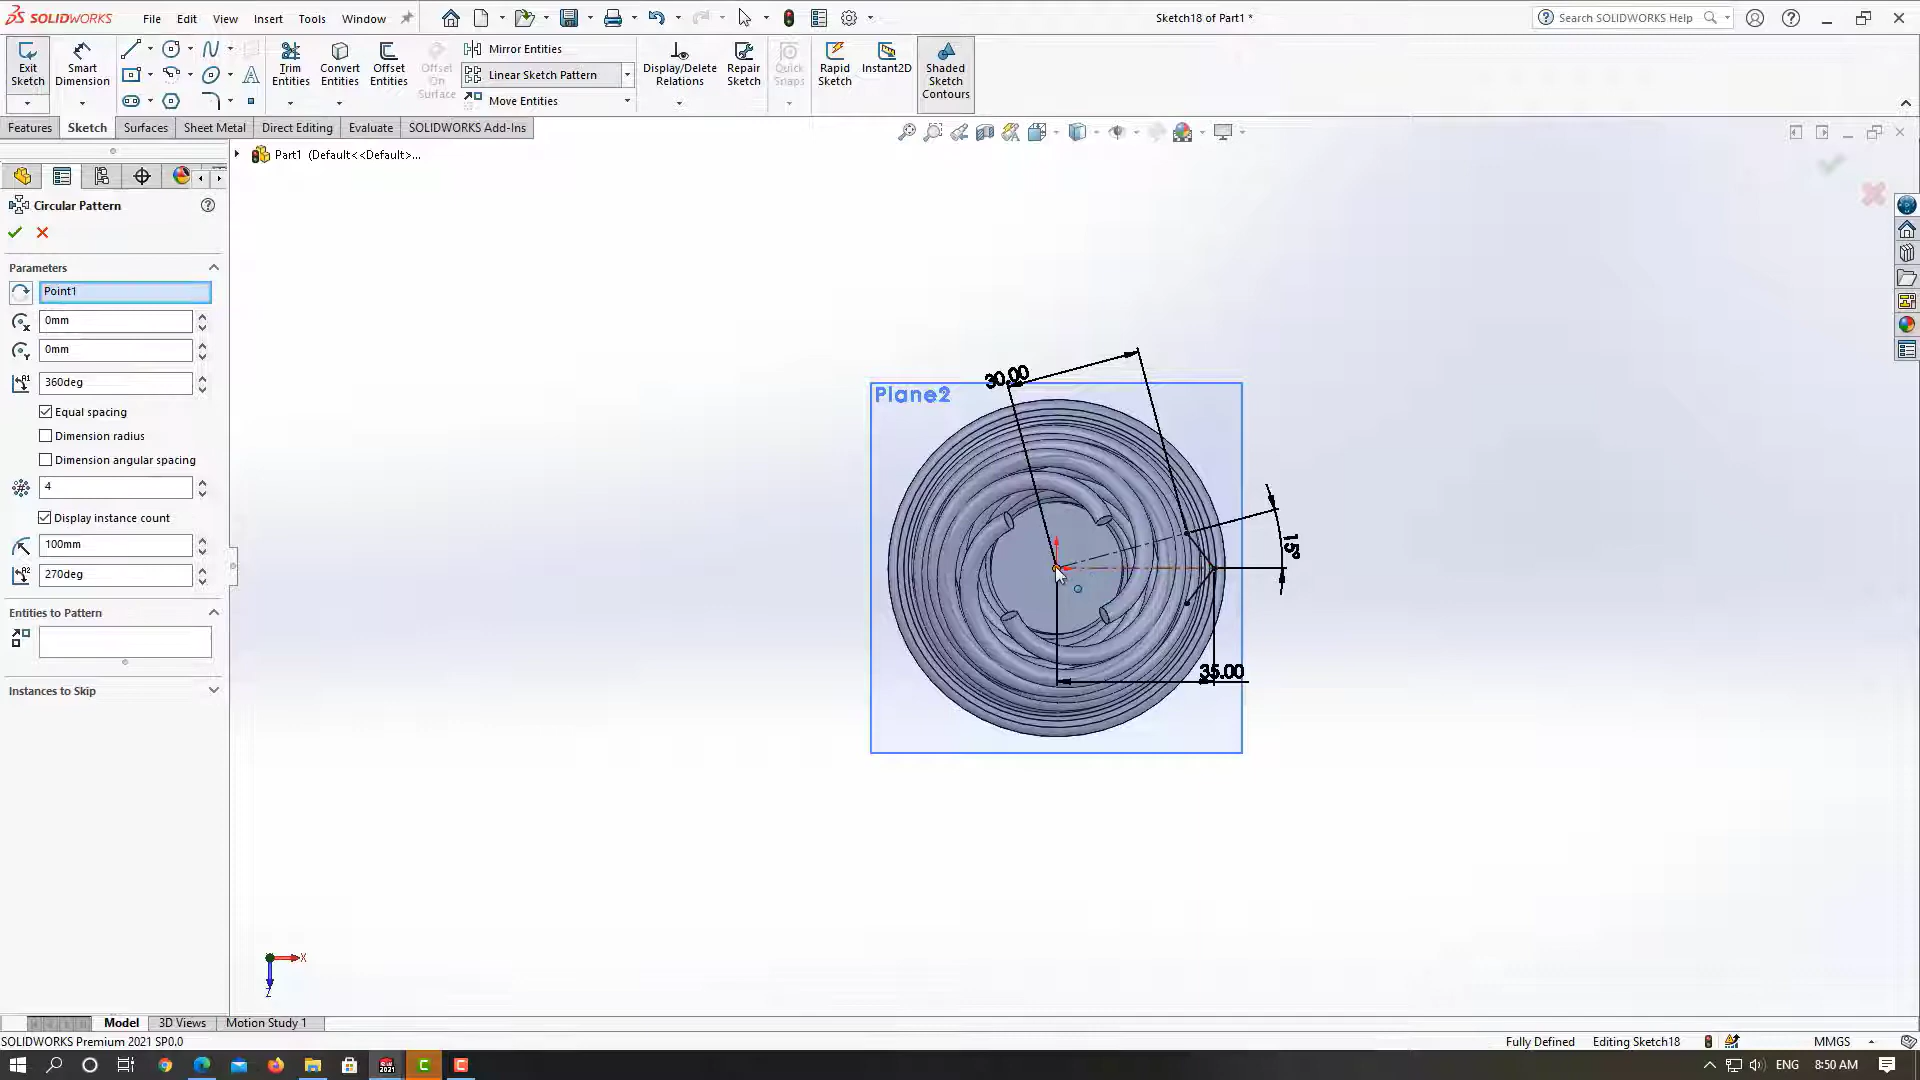 SOLIDWORKS File Edit View Insert Tools Window
Sketch18 of Part1 *
Search SOLIDWORKS Help
Exit Sketch
Smart Dimension
Trim Entities
Convert Entities
Offset Entities
Offset On Surface
Mirror Entities
Linear Sketch Pattern
Move Entities
Display/Delete Relations
Repair Sketch
Quick Snaps
Rapid Sketch
Instant2D
Shaded Sketch Contours
Features Sketch Surfaces Sheet Metal Direct Editing Evaluate SOLIDWORKS Add-Ins
Part1 (Default<<Default>...
Circular Pattern
Parameters
Point1
0mm
0mm
360deg
Equal spacing
Dimension radius
Dimension angular spacing
4
Display instance count
100mm
270deg
Entities to Pattern
Instances to Skip
30.00
Plane2
15°
35.00
X
Z
Model 3D Views Motion Study 1
SOLIDWORKS Premium 2021 SP0.0
Fully Defined Editing Sketch18 MMGS
ENG 8:50 AM